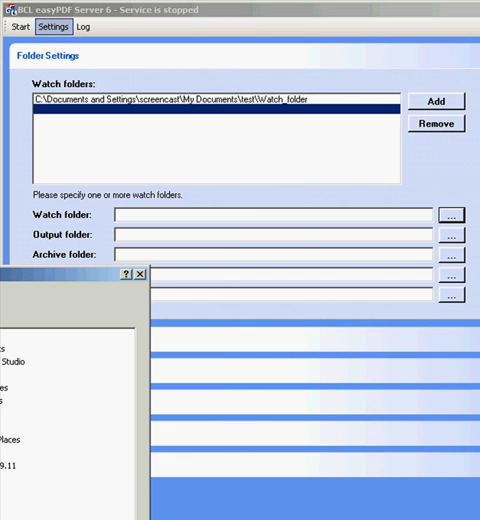 BCL easyPDF Server 6 - Service is stopped
Start Settings Log
Folder Settings
Watch folders:
C:\Documents and Settings\screencast\My Documents\test\Watch_folder
Add
Remove
Please specify one or more watch folders.
Watch folder: ...
Output folder: ...
Archive folder: ...
...
...
Studio
Places
9.11